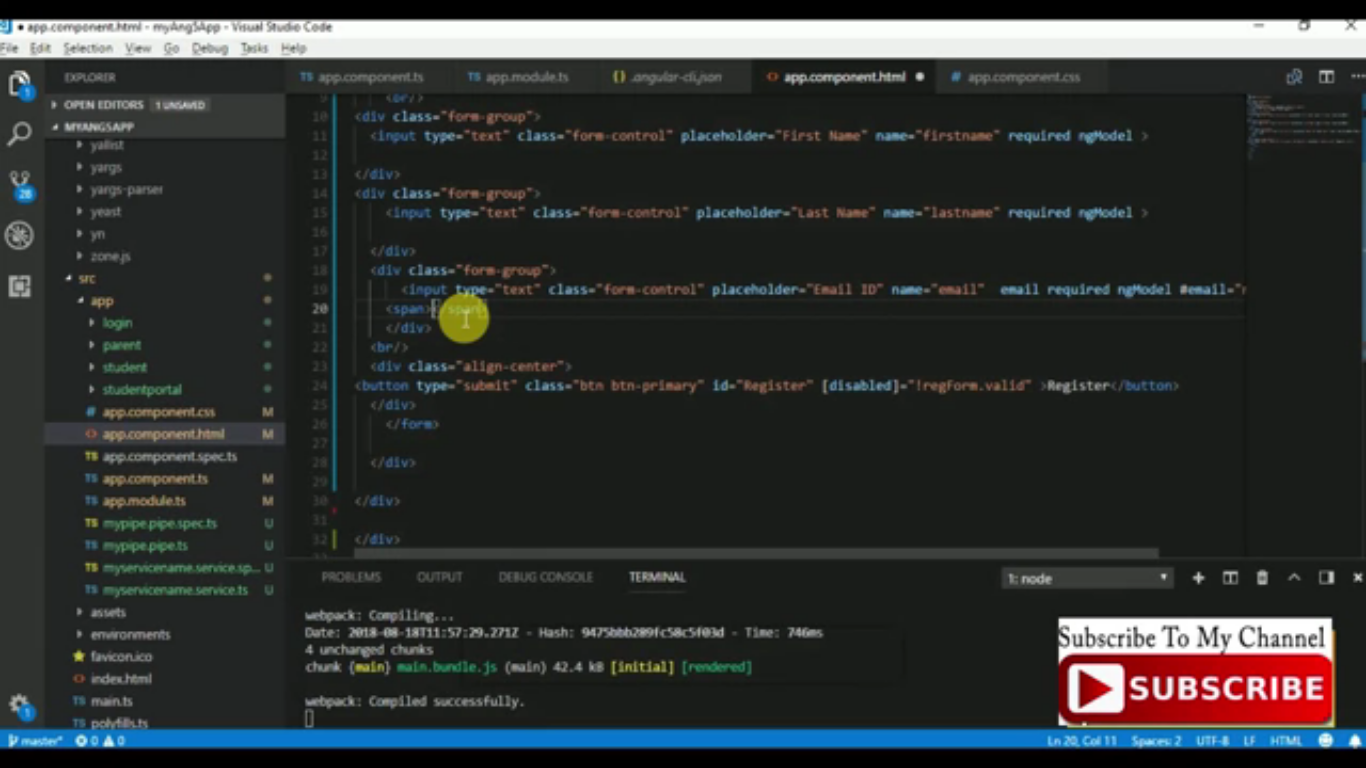 app.component.html - myAng5App - Visual Studio Code
File Edit Selection View Go Debug Tasks Help
EXPLORER
OPEN EDITORS 1 UNSAVED
MYANG5APP
yallist
yargs
yargs-parser
yeast
yn
zone.js
src
app
login
parent
student
studentportal
app.component.css M
app.component.html M
app.component.spec.ts
app.component.ts M
app.module.ts M
mypipe.pipe.spec.ts U
mypipe.pipe.ts U
myservicename.service.sp... U
myservicename.service.ts U
assets
environments
favicon.ico
index.html
main.ts
polyfills.ts
1
28
1
TS app.component.ts TS app.module.ts {} .angular-cli.json <> app.component.html # app.component.css
9 <br/>
10 <div class="form-group">
11 <input type="text" class="form-control" placeholder="First Name" name="firstname" required ngModel >
12
13 </div>
14 <div class="form-group">
15 <input type="text" class="form-control" placeholder="Last Name" name="lastname" required ngModel >
16
17 </div>
18 <div class="form-group">
19 <input type="text" class="form-control" placeholder="Email ID" name="email" email required ngModel #email="n
20 <span></span>
21 </div>
22 <br/>
23 <div class="align-center">
24 <button type="submit" class="btn btn-primary" id="Register" [disabled]="!regForm.valid" >Register</button>
25 </div>
26 </form>
27
28 </div>
29
30 </div>
31
32 </div>
PROBLEMS OUTPUT DEBUG CONSOLE TERMINAL 1: node
webpack: Compiling...
Date: 2018-08-18T11:57:29.271Z - Hash: 9475bbb289fc58c5f03d - Time: 746ms
4 unchanged chunks
chunk {main} main.bundle.js (main) 42.4 kB [initial] [rendered]
webpack: Compiled successfully.
Subscribe To My Channel
SUBSCRIBE
master* 0 0 Ln 20, Col 11 Spaces: 2 UTF-8 LF HTML